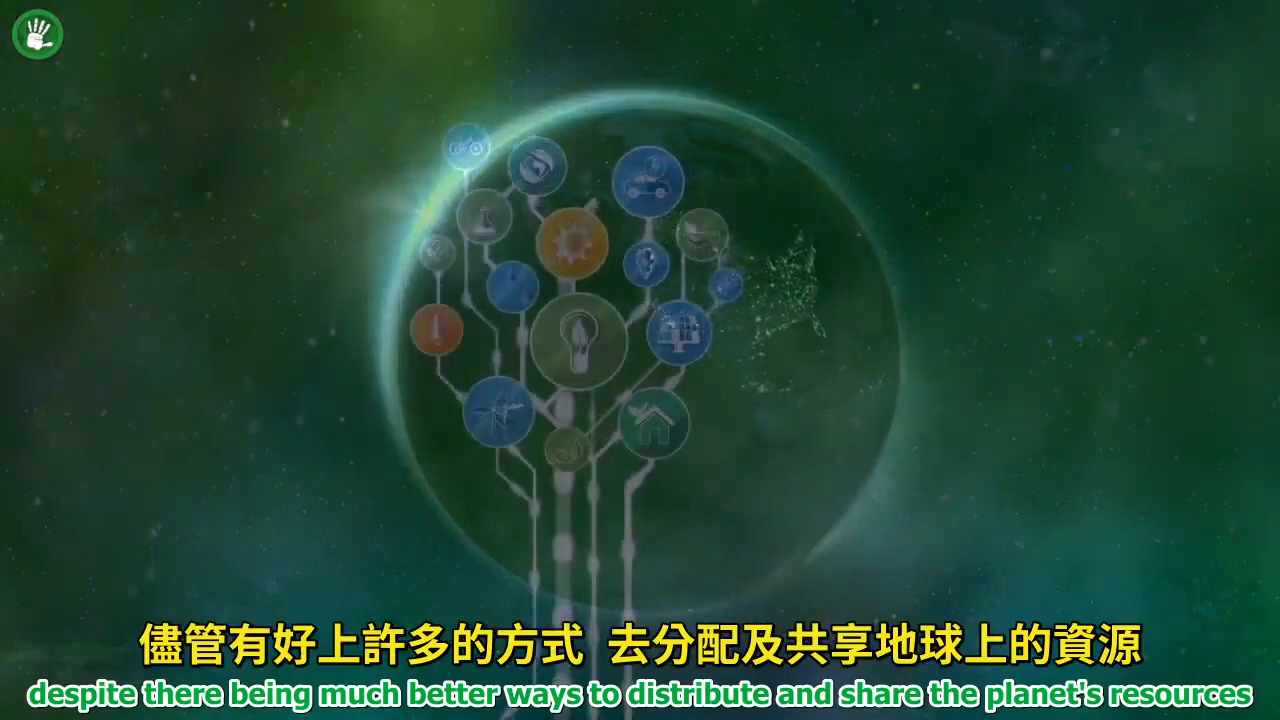 儘管有好上許多的方式 去分配及共享地球上的資源
despite there being much better ways to distribute and share the planet's resources